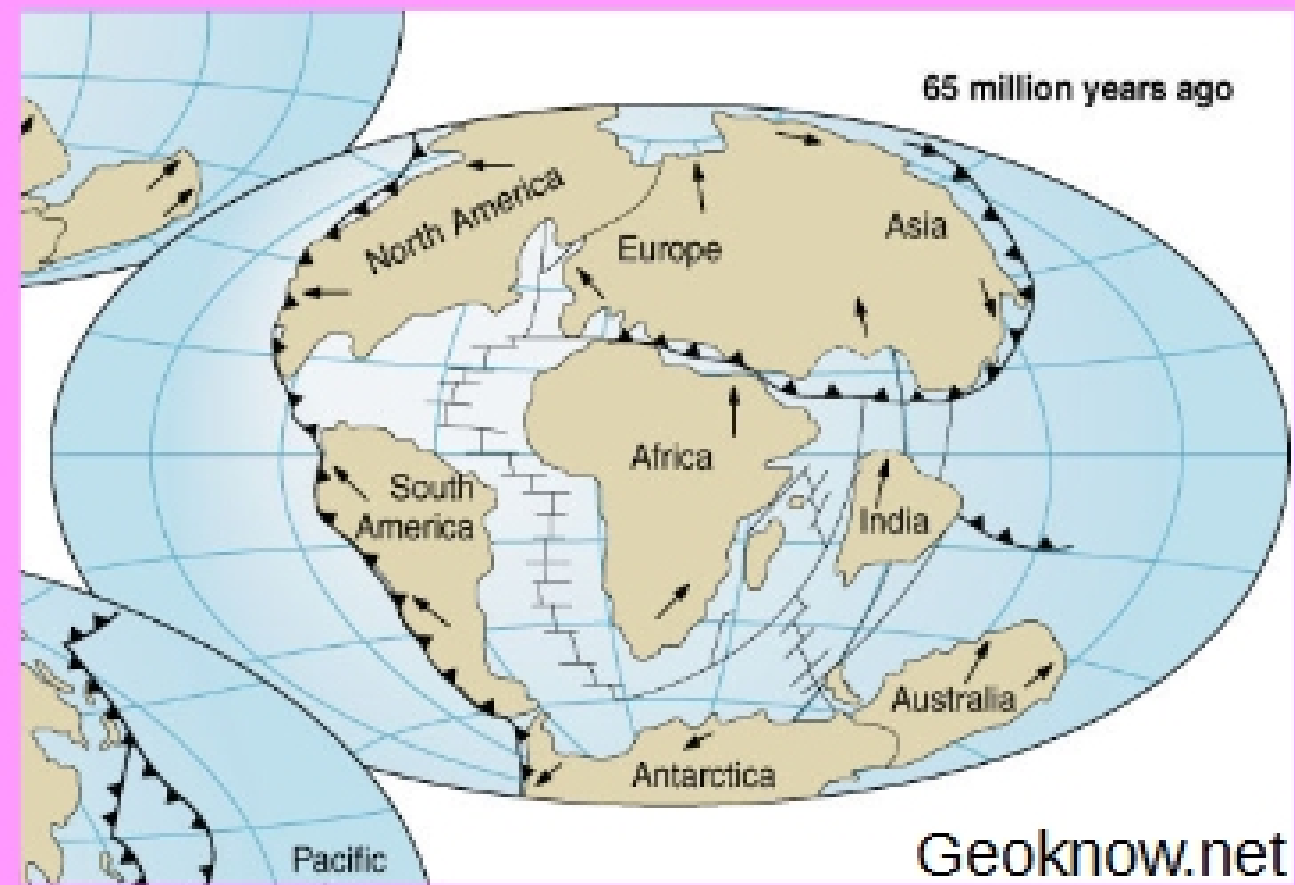 65 million years ago
North America
Europe
Asia
Africa
South
America
India
Australia
Antarctica
Pacific
Geoknow.net